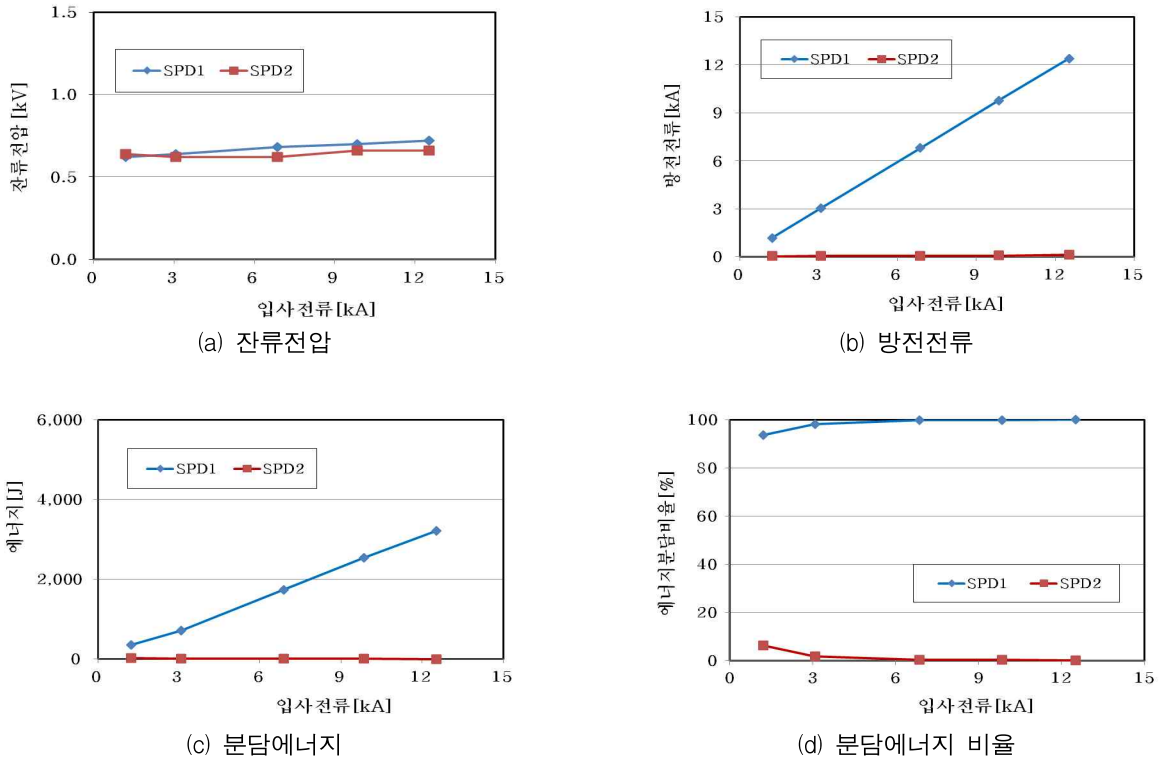 1.5
1.0
0.5
0.0
잔류전압 [kV]
SPD1 SPD2
0 3 6 9 12 15
입사전류[kA]
(a) 잔류전압
15
12
9
6
3
0
방전전류[kA]
SPD1 SPD2
0 3 6 9 12 15
입사전류[kA]
(b) 방전전류
6,000
4,000
2,000
0
에너지[J]
SPD1 SPD2
0 3 6 9 12 15
입사전류[kA]
(c) 분담에너지
100
80
60
40
20
0
에너지분담비율[%]
SPD1 SPD2
0 3 6 9 12 15
입사전류[kA]
(d) 분담에너지 비율